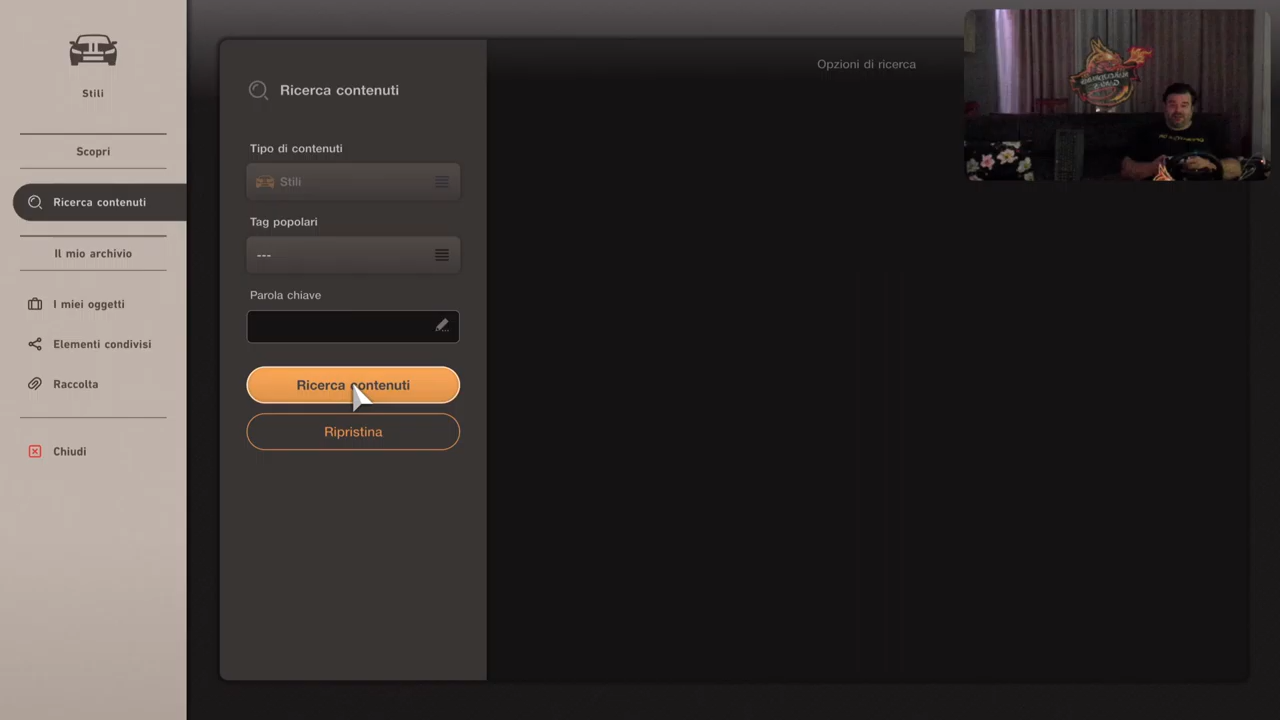 Stili
Scopri
Ricerca contenuti
Il mio archivio
I miei oggetti
Elementi condivisi
Raccolta
Chiudi
Ricerca contenuti
Tipo di contenuti
Stili
Tag popolari
---
Parola chiave
Ricerca contenuti
Ripristina
Opzioni di ricerca